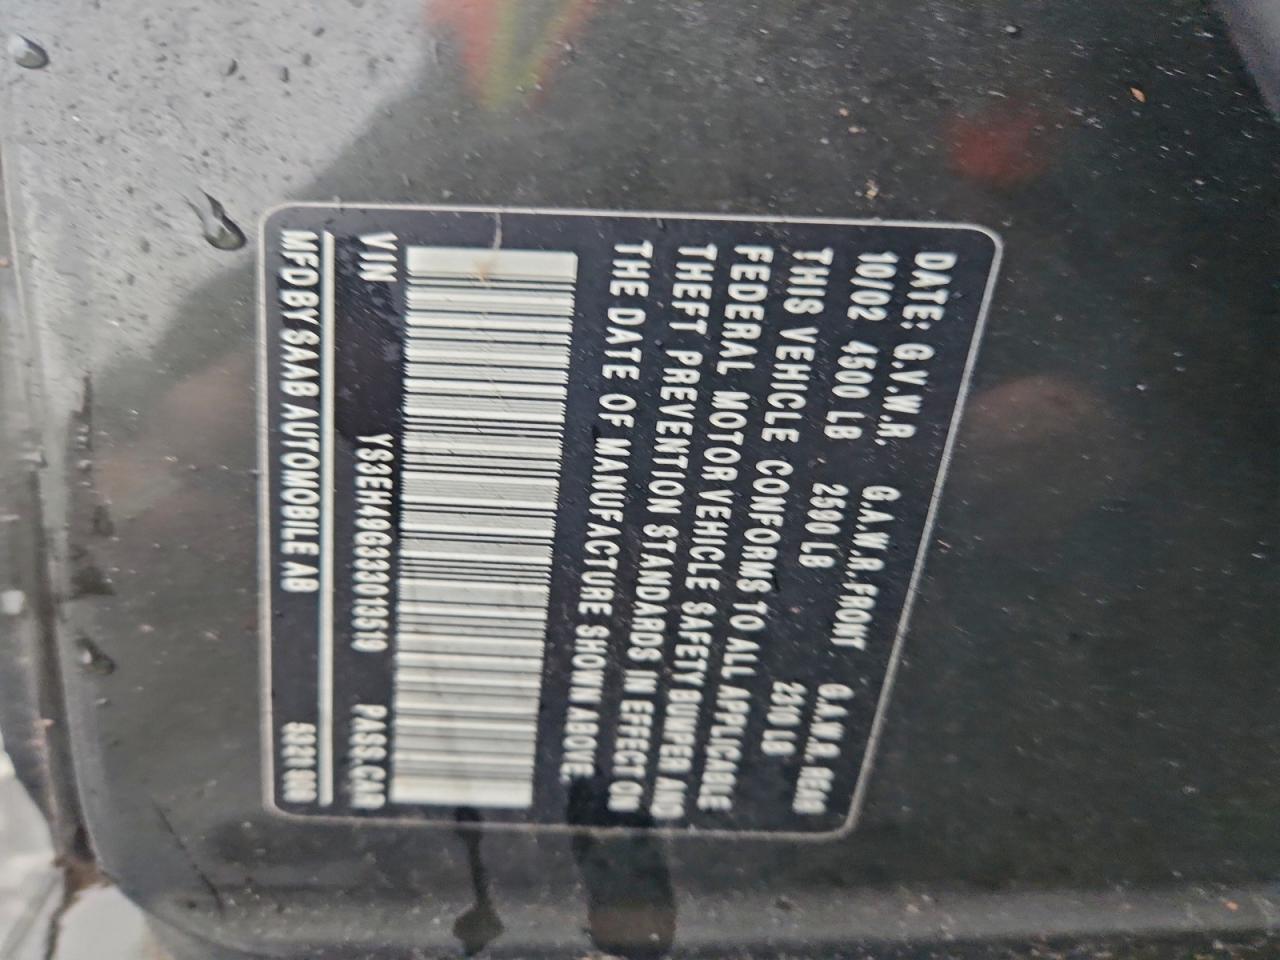 DATE: G.V.W.R. G.A.W.R. FRONT G.A.W.R. REAR
10/02 4500 LB 2500 LB 2310 LB
THIS VEHICLE CONFORMS TO ALL APPLICABLE
FEDERAL MOTOR VEHICLE SAFETY BUMPER AND
THEFT PREVENTION STANDARDS IN EFFECT ON
THE DATE OF MANUFACTURE SHOWN ABOVE.
YS3EH49G333013519
VIN PASS.CAR
MFD BY SAAB AUTOMOBILE AB